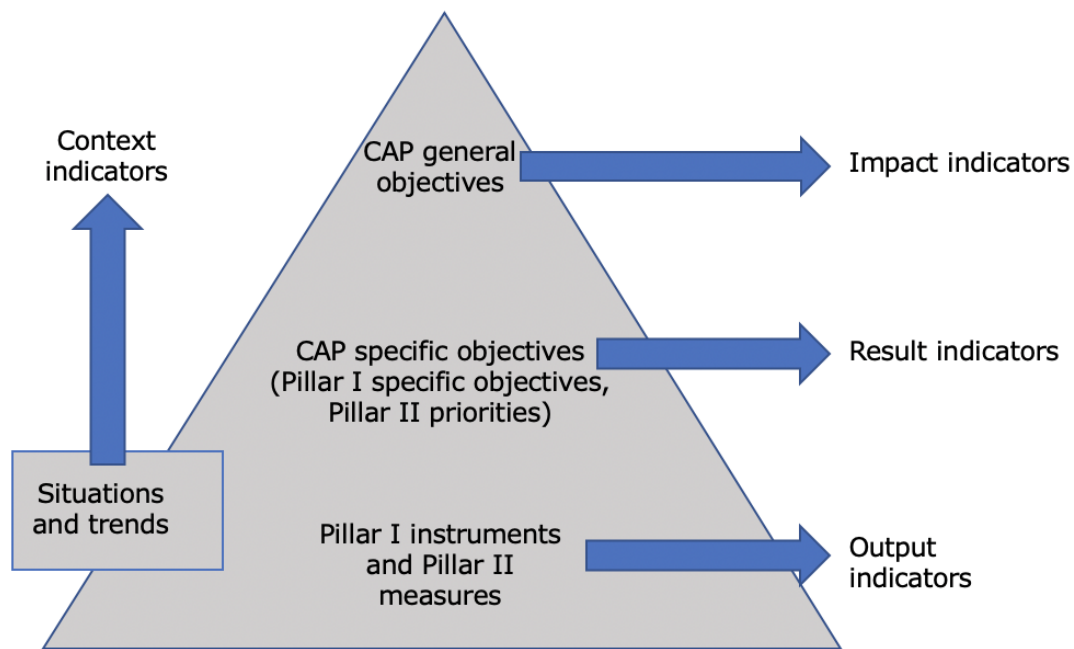 Context
indicators
CAP general
objectives
Impact indicators
CAP specific objectives
(Pillar I specific objectives,
Pillar II priorities)
Result indicators
Situations
and trends
Pillar I instruments
and Pillar II
measures
Output
indicators